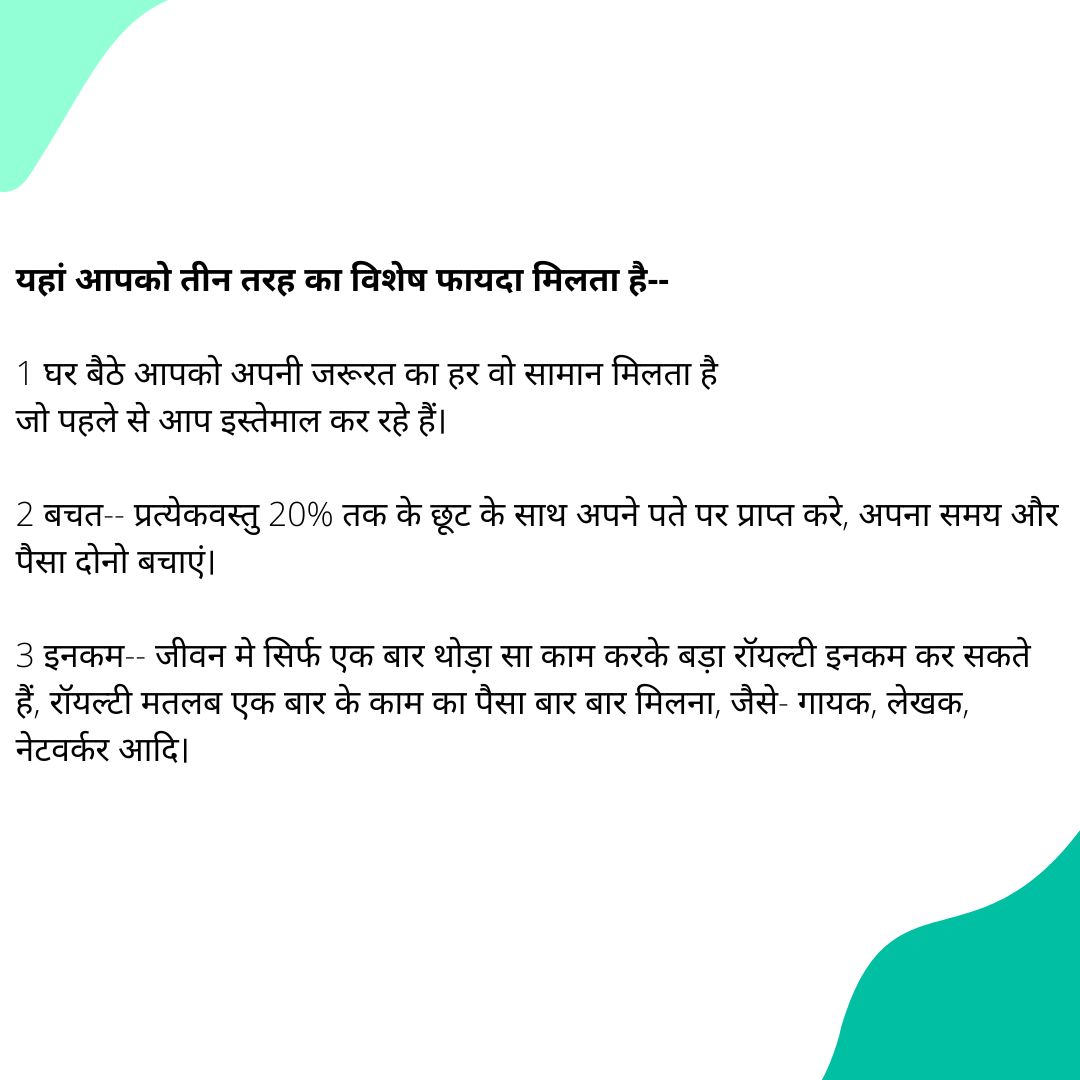 यहां आपको तीन तरह का विशेष फायदा मिलता है--
1 घर बैठे आपको अपनी जरूरत का हर वो सामान मिलता है
जो पहले से आप इस्तेमाल कर रहे हैं।
2 बचत-- प्रत्येकवस्तु 20% तक के छूट के साथ अपने पते पर प्राप्त करे, अपना समय और
पैसा दोनो बचाएं।
3 इनकम-- जीवन मे सिर्फ एक बार थोड़ा सा काम करके बड़ा रॉयल्टी इनकम कर सकते
हैं, रॉयल्टी मतलब एक बार के काम का पैसा बार बार मिलना, जैसे- गायक, लेखक,
नेटवर्कर आदि।